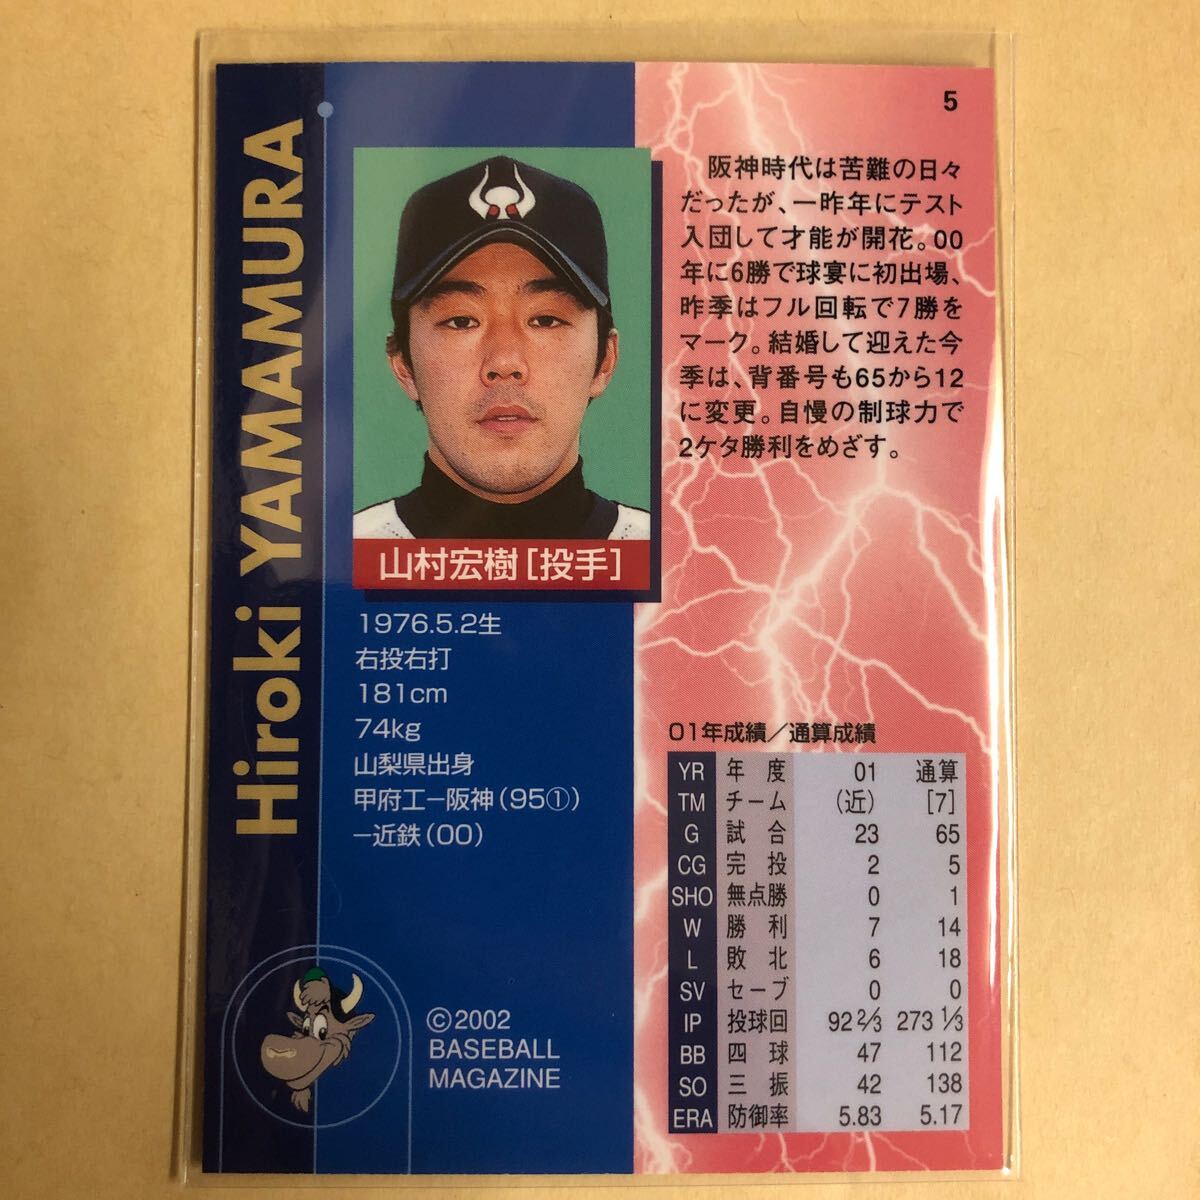 Hiroki YAMAMURA
5
阪神時代は苦難の日々
だったが、一昨年にテスト
入団して才能が開花。00
年に6勝で球宴に初出場、
昨季はフル回転で7勝を
マーク。結婚して迎えた今
季は、背番号も65から12
に変更。自慢の制球力で
2ケタ勝利をめざす。
山村宏樹[投手]
1976.5.2生
右投右打
181cm
74kg
山梨県出身
甲府工－阪神(95①)
－近鉄(00)
01年成績／通算成績
YR 年度 01 通算
TM チーム (近) [7]
G 試合 23 65
CG 完投 2 5
SHO 無点勝 0 1
W 勝利 7 14
L 敗北 6 18
SV セーブ 0 0
IP 投球回 92 2/3 273 1/3
BB 四球 47 112
SO 三振 42 138
ERA 防御率 5.83 5.17
©2002
BASEBALL
MAGAZINE